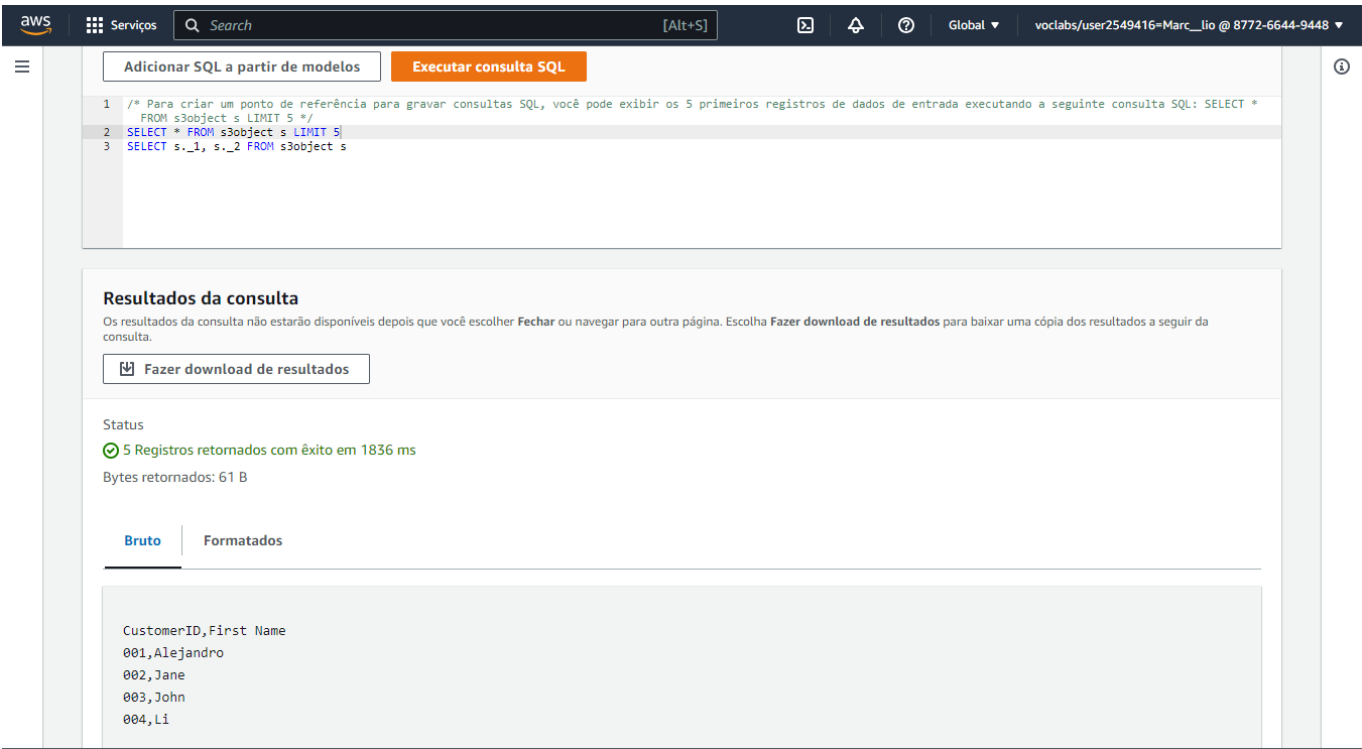 aws
Serviços
Search
[Alt+S]
Global ▼
voclabs/user2549416=Marc__lio @ 8772-6644-9448 ▼
Adicionar SQL a partir de modelos
Executar consulta SQL
1 /* Para criar um ponto de referência para gravar consultas SQL, você pode exibir os 5 primeiros registros de dados de entrada executando a seguinte consulta SQL: SELECT *
FROM s3object s LIMIT 5 */
2 SELECT * FROM s3object s LIMIT 5
3 SELECT s._1, s._2 FROM s3object s
Resultados da consulta
Os resultados da consulta não estarão disponíveis depois que você escolher Fechar ou navegar para outra página. Escolha Fazer download de resultados para baixar uma cópia dos resultados a seguir da
consulta.
Fazer download de resultados
Status
5 Registros retornados com êxito em 1836 ms
Bytes retornados: 61 B
Bruto
Formatados
CustomerID,First Name
001,Alejandro
002,Jane
003,John
004,Li